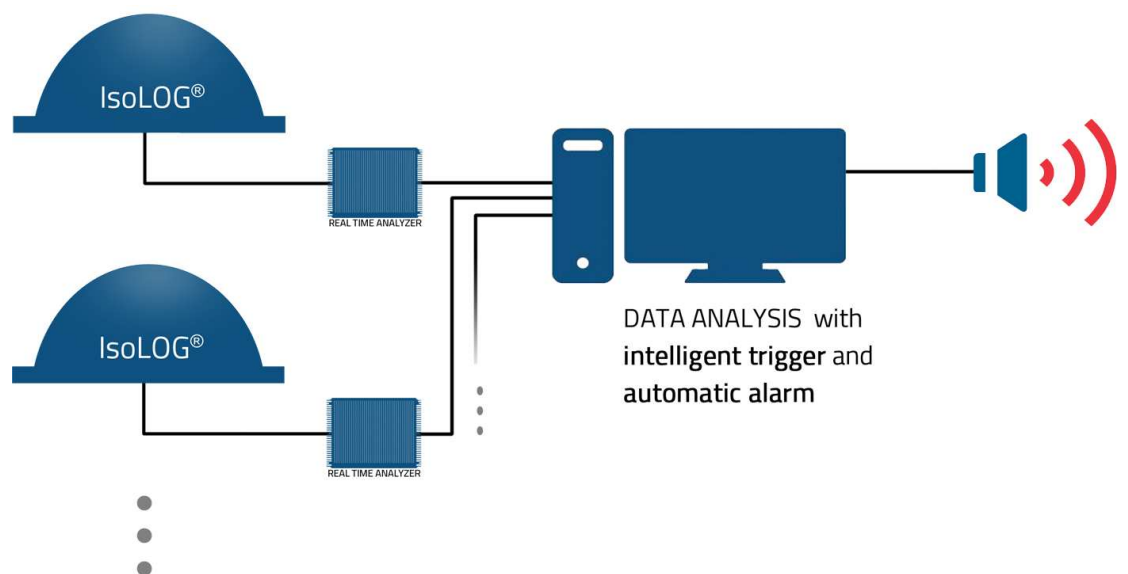 IsoLOG®
REAL TIME ANALYZER
IsoLOG®
REAL TIME ANALYZER
DATA ANALYSIS with
intelligent trigger and
automatic alarm